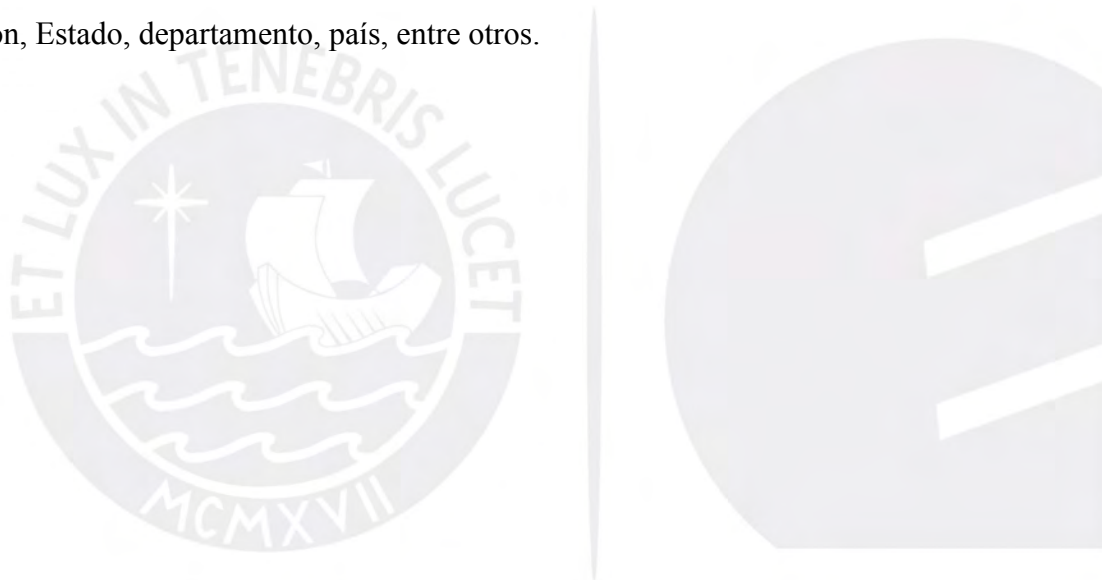 on, Estado, departamento, país, entre otros.
ET LUX IN TENEBRIS LUCET
MCMXVII